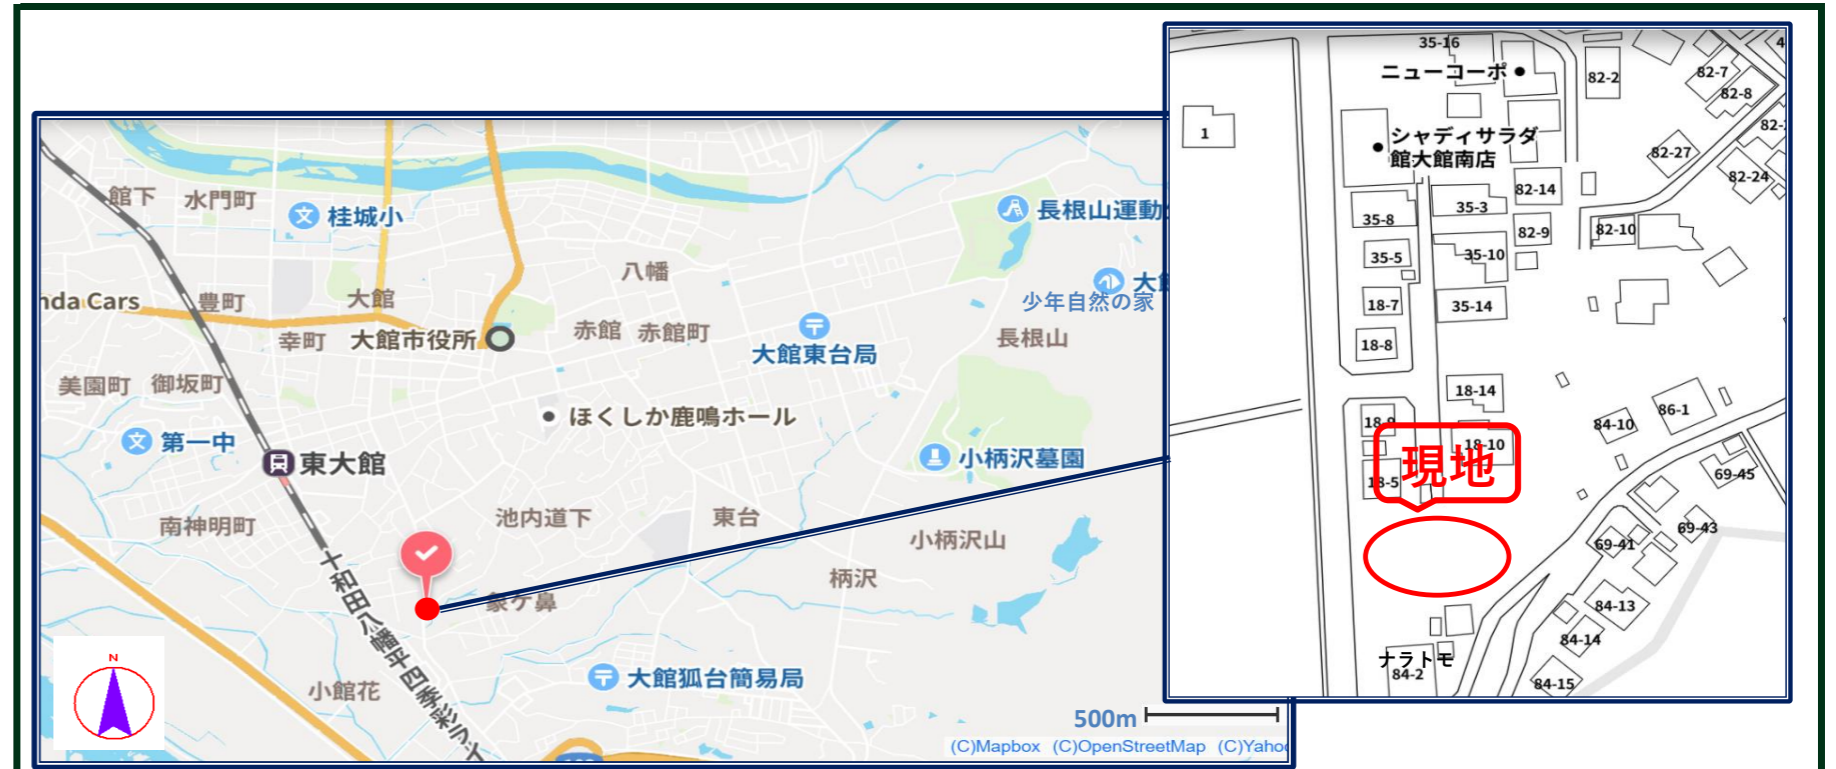 館下
水門町
桂城小
長根山運動
八幡
大館
少年自然の家
nda Cars
豊町
大館
幸町
大館市役所
赤館
赤館町
大館東台局
長根山
美園町
御坂町
ほくしか鹿鳴ホール
第一中
東大館
小柄沢墓園
南神明町
池内道下
東台
小柄沢山
柄沢
十和田八幡平四季彩ライ
象ケ鼻
小館花
大館狐台簡易局
N
500m
(C)Mapbox (C)OpenStreetMap (C)Yahoo
35-16
ニューコーポ
82-2
82-7
82-8
1
シャディサラダ
館大館南店
82-27
82-24
82-14
35-3
35-8
82-9
82-10
35-5
35-10
18-7
35-14
18-8
18-14
86-1
18-9
84-10
18-10
現地
18-5
69-45
69-43
69-41
84-13
84-14
ナラトモ
84-2
84-15